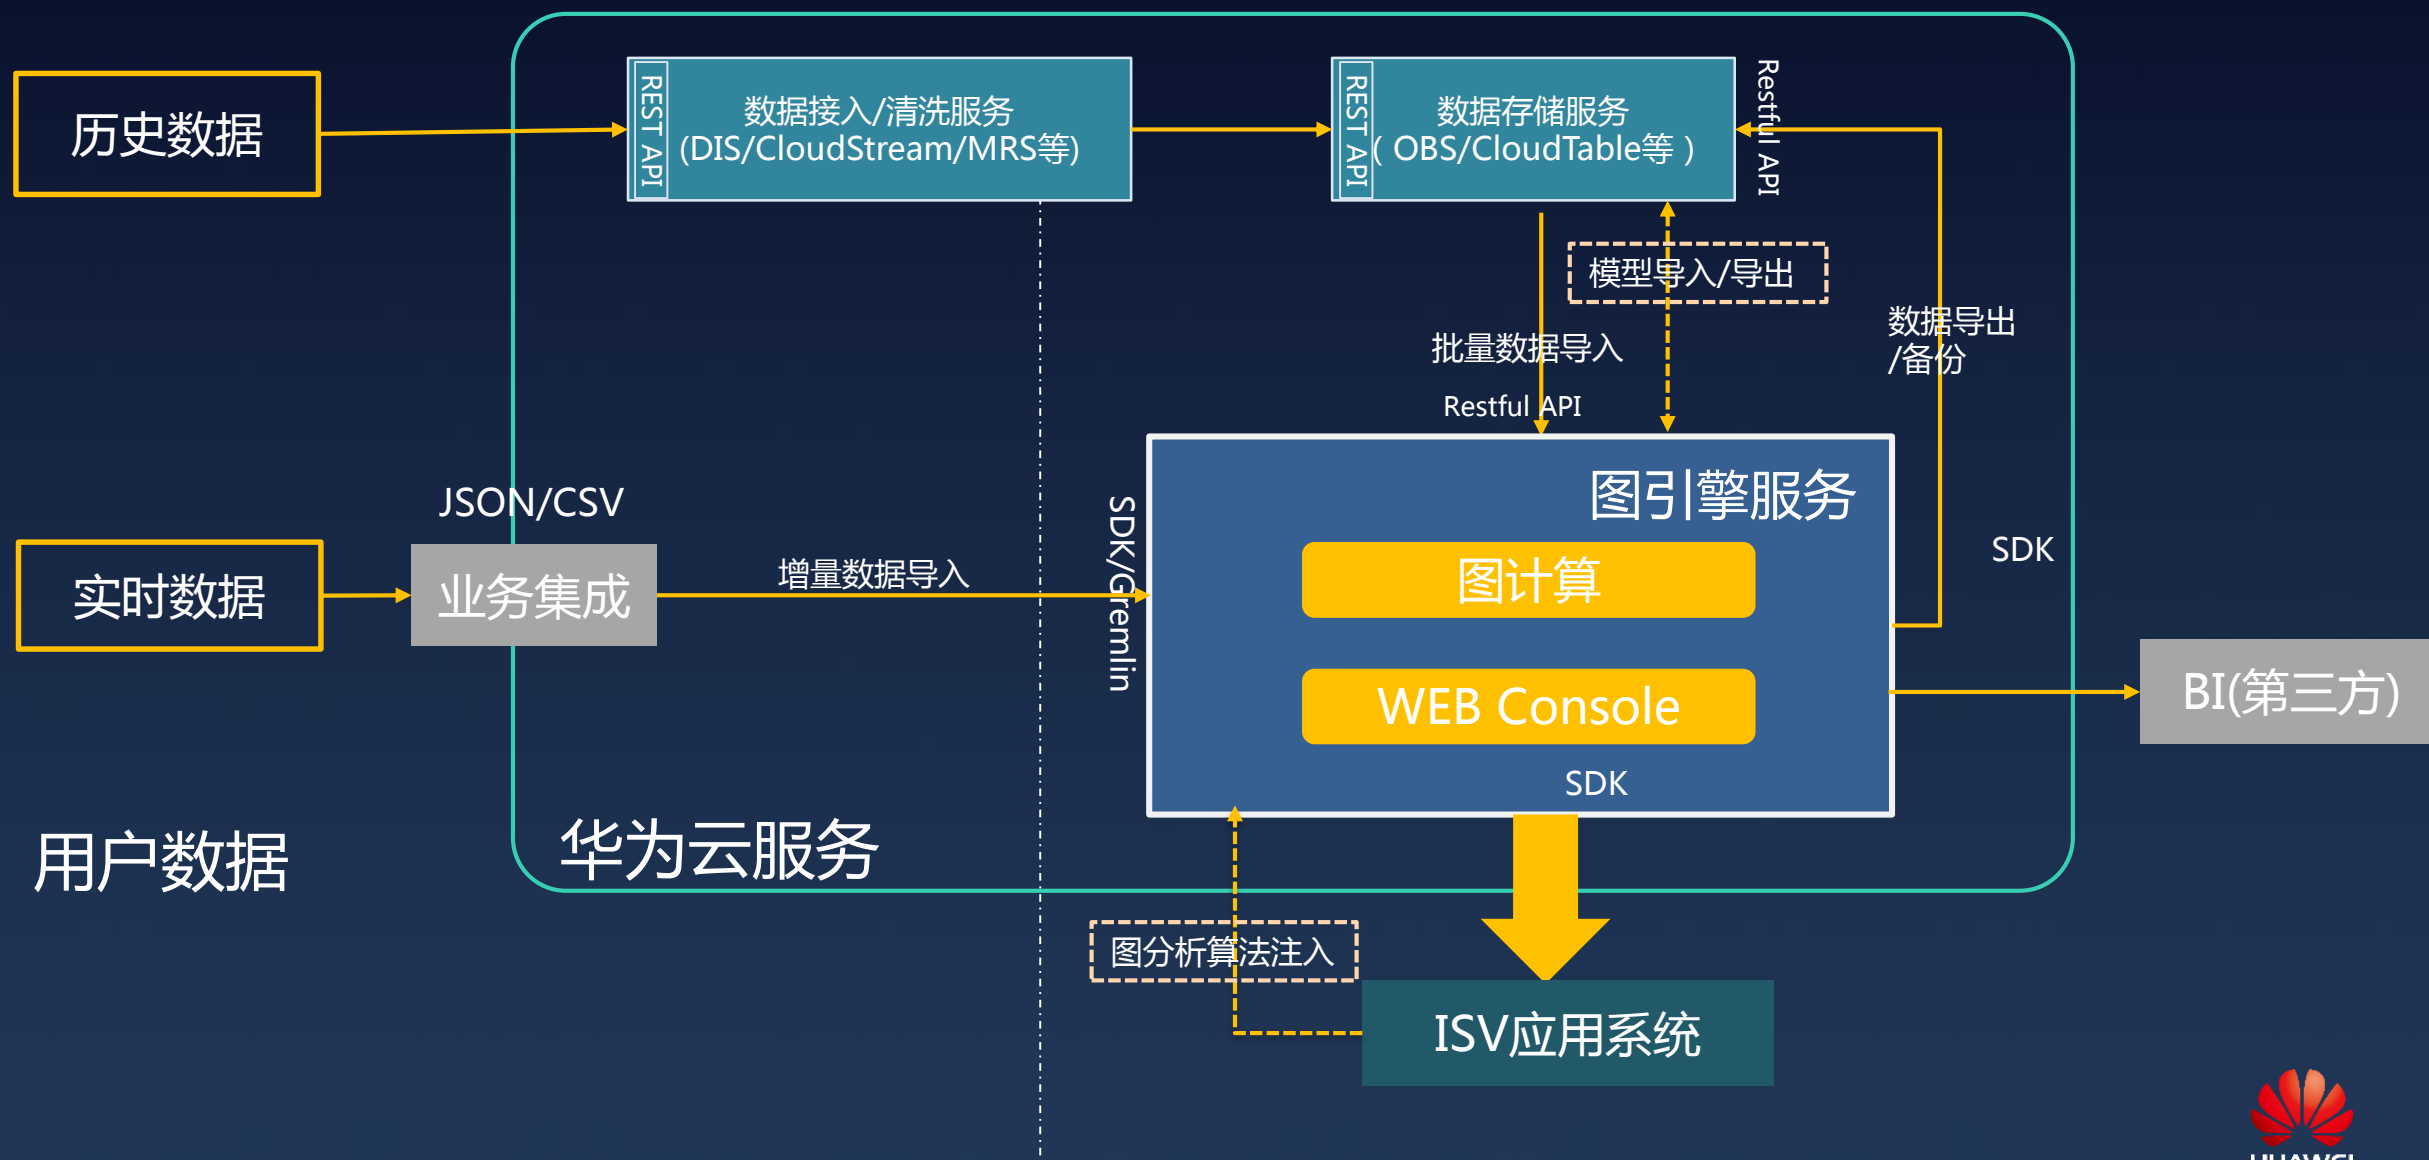 历史数据
REST API
数据接入/清洗服务
(DIS/CloudStream/MRS等)
REST API
数据存储服务
( OBS/CloudTable等 )
Restful API
模型导入/导出
数据导出
/备份
批量数据导入
Restful API
JSON/CSV
实时数据
业务集成
增量数据导入
SDK/Gremlin
图引擎服务
图计算
WEB Console
SDK
SDK
BI(第三方)
用户数据
华为云服务
图分析算法注入
ISV应用系统
HUAWEI